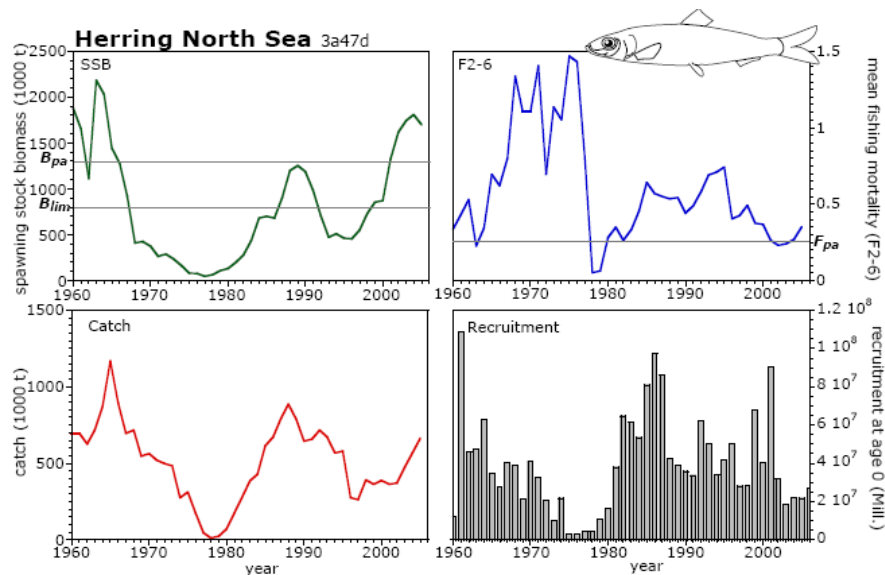 Herring North Sea 3a47d
SSB
spawning stock biomass (1000 t)
2500
2000
1500
1000
500
0
Bpa
Blim
1960
1970
1980
1990
2000
F2-6
1.5
1
0.5
0
Fpa
mean fishing mortality (F2-6)
1960
1970
1980
1990
2000
Catch
catch (1000 t)
1500
1000
500
0
1960
1970
1980
1990
2000
year
Recruitment
1.2 10⁸
1 10⁸
8 10⁷
6 10⁷
4 10⁷
2 10⁷
0
recruitment at age 0 (Mill.)
1960
1970
1980
1990
2000
year